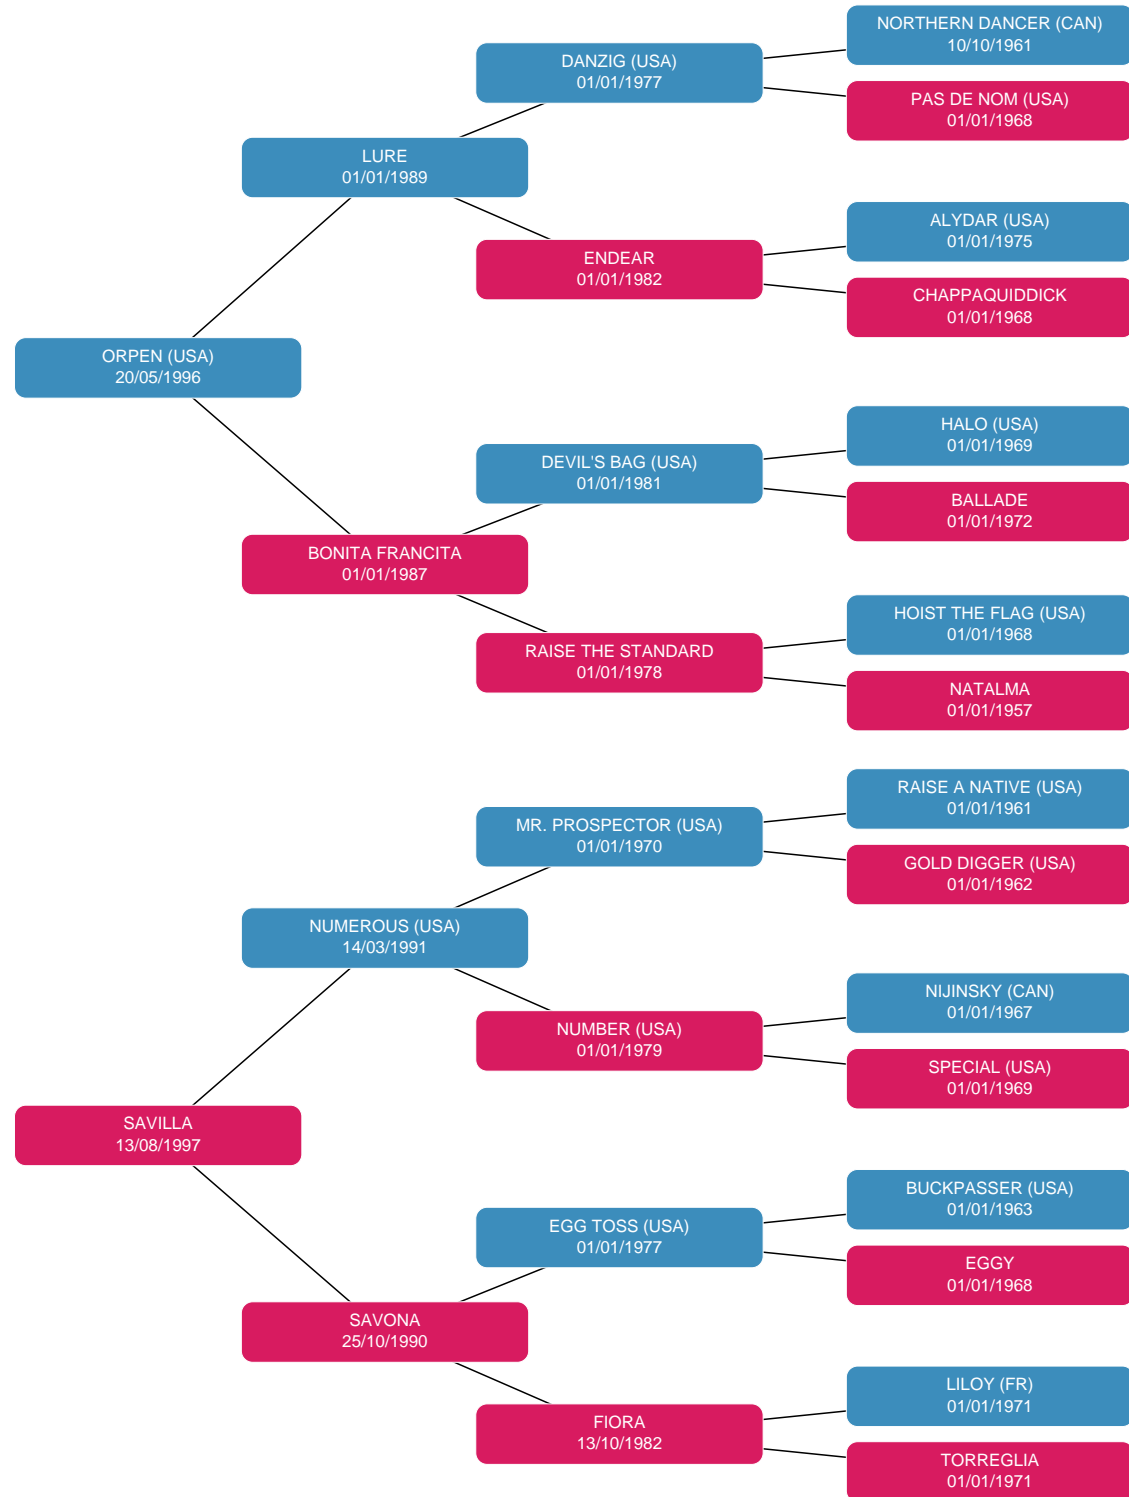 NORTHERN DANCER (CAN)
10/10/1961
DANZIG (USA)
01/01/1977
PAS DE NOM (USA)
01/01/1968
LURE
01/01/1989
ALYDAR (USA)
01/01/1975
ENDEAR
01/01/1982
CHAPPAQUIDDICK
01/01/1968
ORPEN (USA)
20/05/1996
HALO (USA)
01/01/1969
DEVIL'S BAG (USA)
01/01/1981
BALLADE
01/01/1972
BONITA FRANCITA
01/01/1987
HOIST THE FLAG (USA)
01/01/1968
RAISE THE STANDARD
01/01/1978
NATALMA
01/01/1957
RAISE A NATIVE (USA)
01/01/1961
MR. PROSPECTOR (USA)
01/01/1970
GOLD DIGGER (USA)
01/01/1962
NUMEROUS (USA)
14/03/1991
NIJINSKY (CAN)
01/01/1967
NUMBER (USA)
01/01/1979
SPECIAL (USA)
01/01/1969
SAVILLA
13/08/1997
BUCKPASSER (USA)
01/01/1963
EGG TOSS (USA)
01/01/1977
EGGY
01/01/1968
SAVONA
25/10/1990
LILOY (FR)
01/01/1971
FIORA
13/10/1982
TORREGLIA
01/01/1971